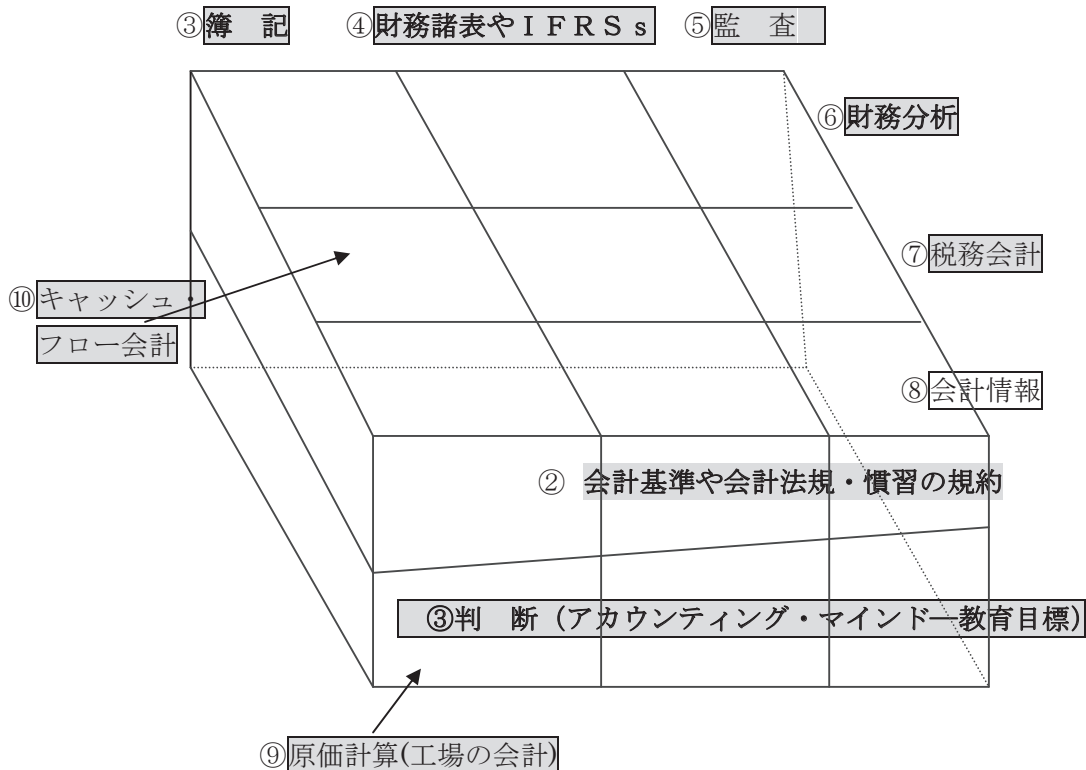 ③簿　記　④財務諸表やＩＦＲＳｓ　⑤監　査
⑥財務分析
⑦税務会計
⑩キャッシュ・
フロー会計
⑧会計情報
②　会計基準や会計法規・慣習の規約
③判　断（アカウンティング・マインド―教育目標）
⑨原価計算(工場の会計)